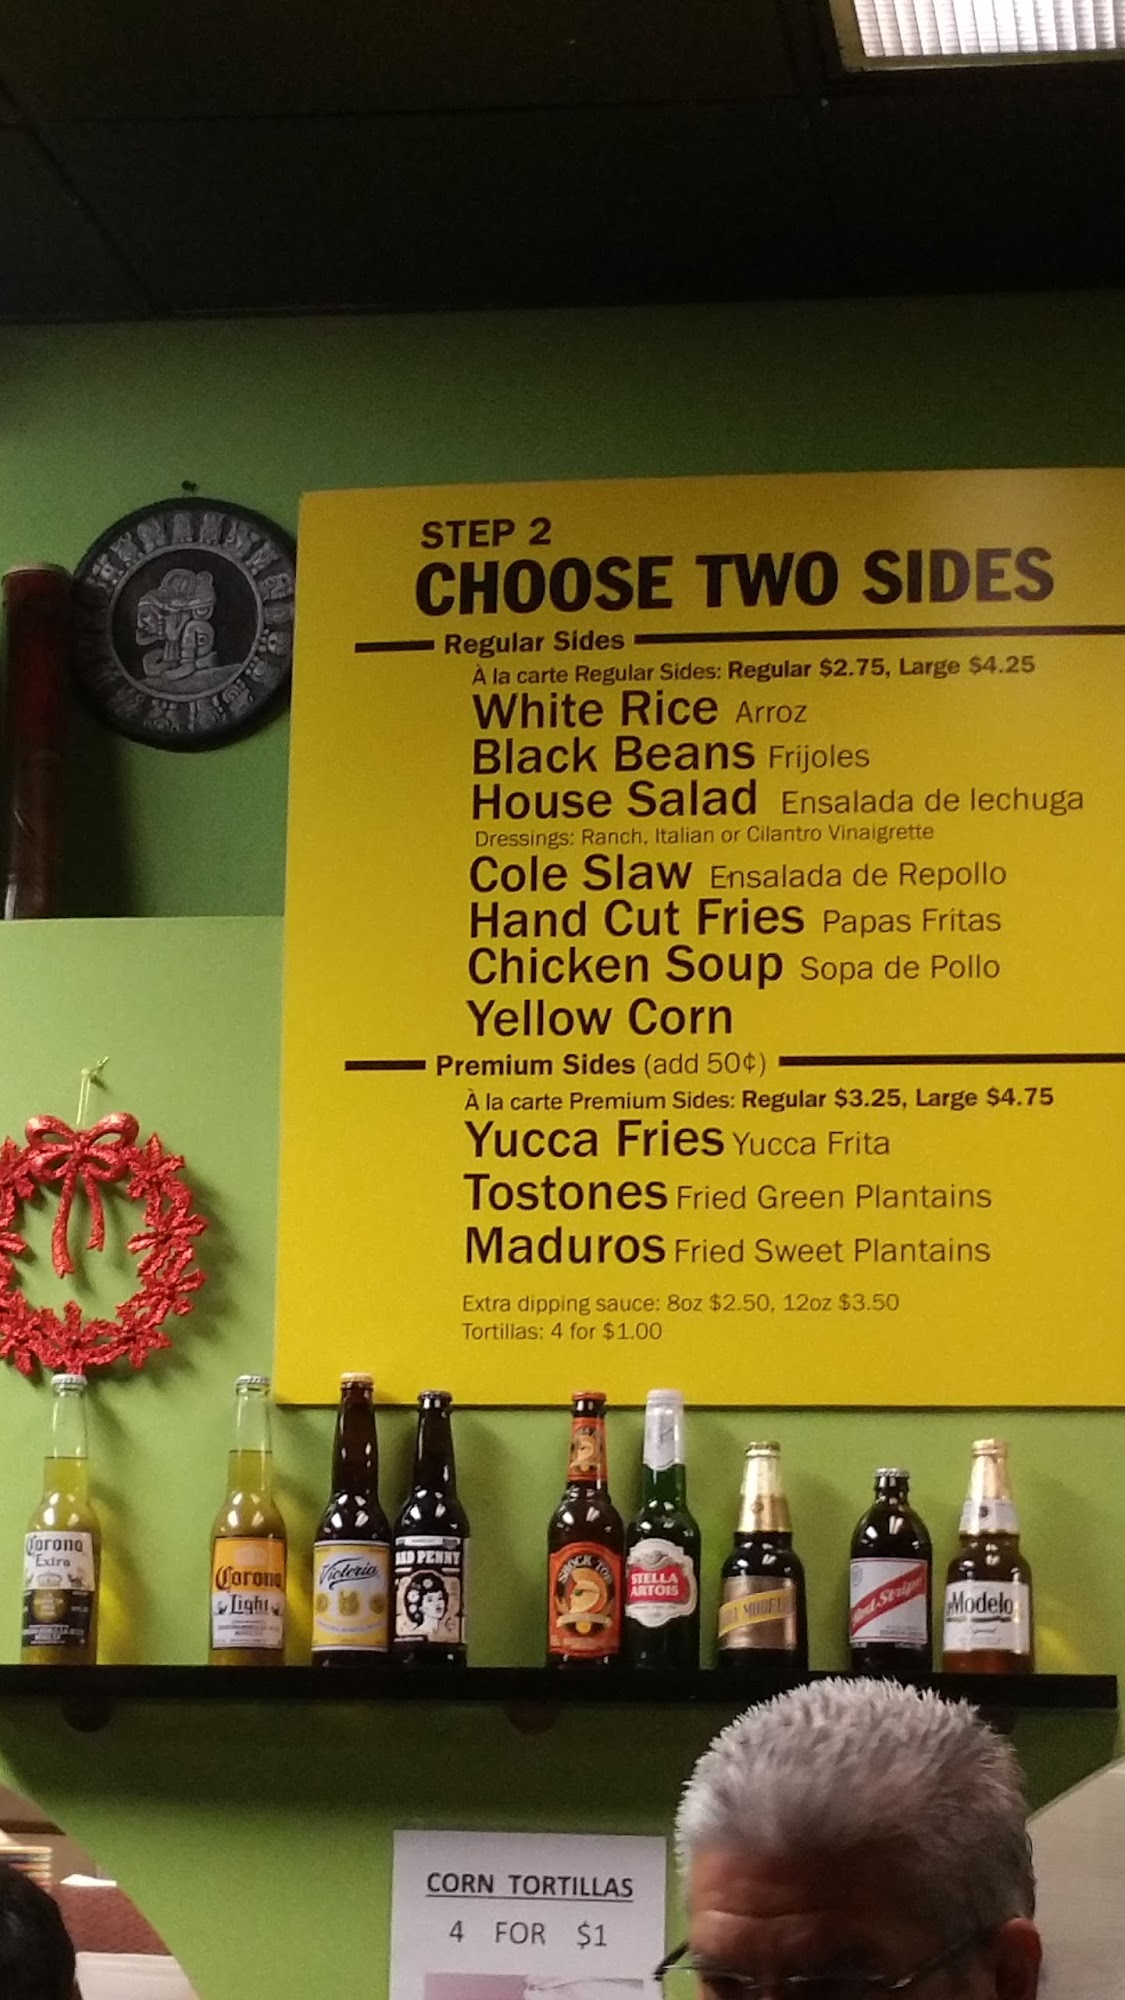 STEP 2
CHOOSE TWO SIDES
Regular Sides
À la carte Regular Sides: Regular $2.75, Large $4.25
White Rice Arroz
Black Beans Frijoles
House Salad Ensalada de lechuga
Dressings: Ranch, Italian or Cilantro Vinaigrette
Cole Slaw Ensalada de Repollo
Hand Cut Fries Papas Fritas
Chicken Soup Sopa de Pollo
Yellow Corn
Premium Sides (add 50¢)
À la carte Premium Sides: Regular $3.25, Large $4.75
Yucca Fries Yucca Frita
Tostones Fried Green Plantains
Maduros Fried Sweet Plantains
Extra dipping sauce: 8oz $2.50, 12oz $3.50
Tortillas: 4 for $1.00
Corona
Extra
Corona
Light
Victoria
PENNY
SHOCK TOP
STELLA
ARTOIS
Red Stripe
Modelo
CORN TORTILLAS
4 FOR $1